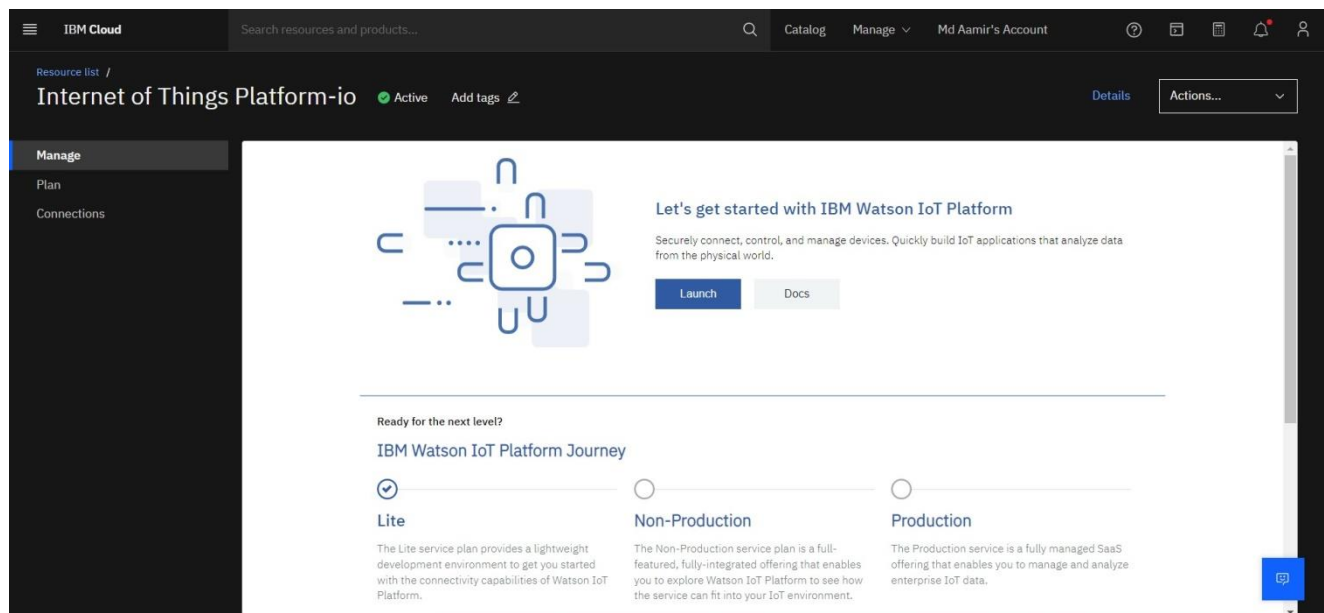 IBM Cloud
Search resources and products...
Catalog
Manage
Md Aamir's Account
Resource list /
Internet of Things Platform-io
Active
Add tags
Details
Actions...
Manage
Plan
Connections
Let's get started with IBM Watson IoT Platform
Securely connect, control, and manage devices. Quickly build IoT applications that analyze data
from the physical world.
Launch
Docs
Ready for the next level?
IBM Watson IoT Platform Journey
Lite
The Lite service plan provides a lightweight
development environment to get you started
with the connectivity capabilities of Watson IoT
Platform.
Non-Production
The Non-Production service plan is a full-
featured, fully-integrated offering that enables
you to explore Watson IoT Platform to see how
the service can fit into your IoT environment.
Production
The Production service is a fully managed SaaS
offering that enables you to manage and analyze
enterprise IoT data.